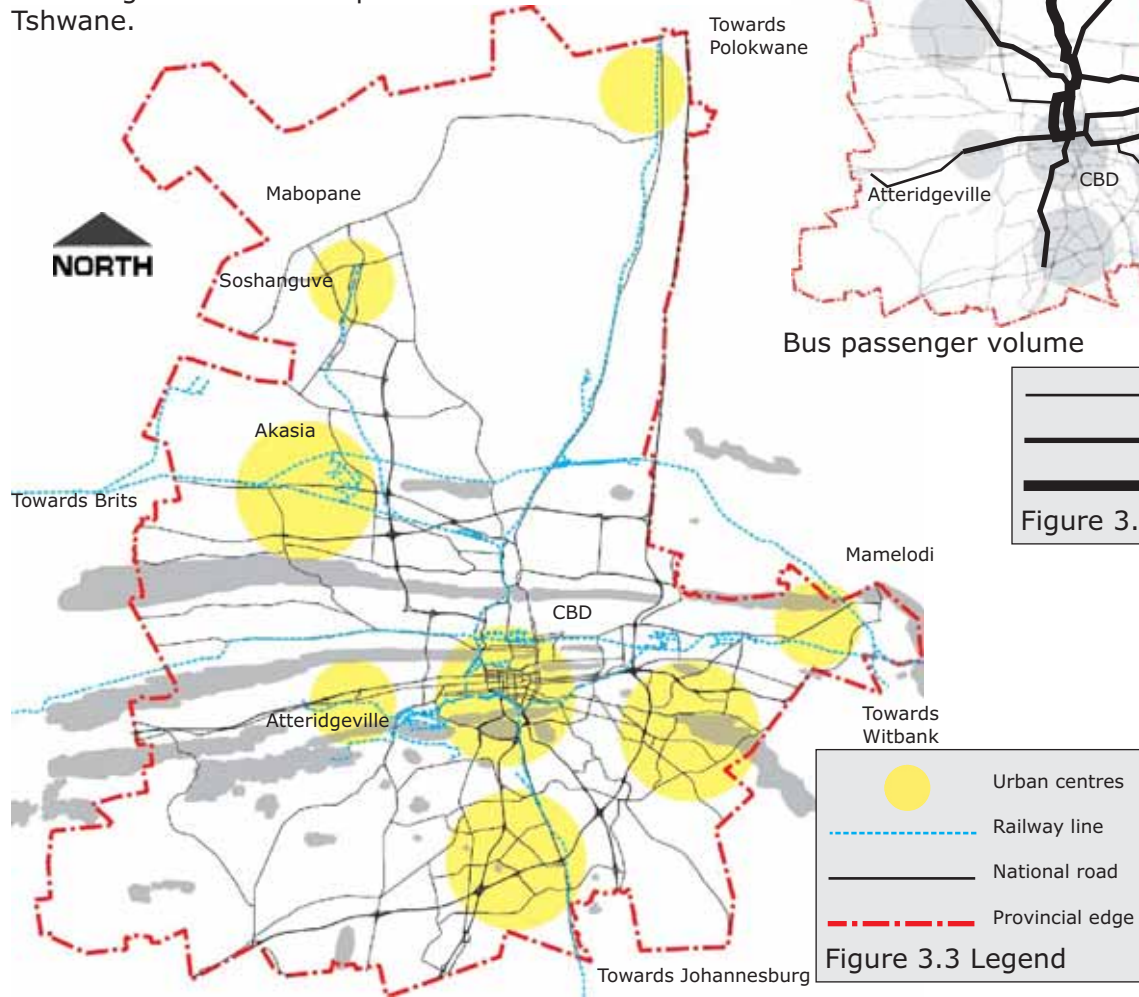 Tshwane.
Towards
Polokwane
Mabopane
NORTH
Soshanguve
Akasia
Towards Brits
Mamelodi
CBD
Atteridgeville
Towards
Witbank
Towards Johannesburg
Urban centres
Railway line
National road
Provincial edge
Figure 3.3 Legend
Atteridgeville
CBD
Bus passenger volume
Figure 3.